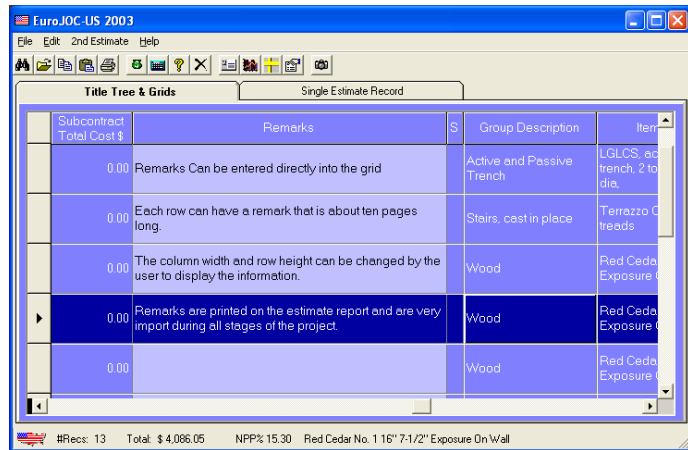 EuroJOC-US 2003
File Edit 2nd Estimate Help
Title Tree & Grids Single Estimate Record
Subcontract
Total Cost $ Remarks S Group Description Item
0.00 Remarks Can be entered directly into the grid
Active and Passive
Trench
LGLCS, ac
trench, 2 to
dia,
0.00 Each row can have a remark that is about ten pages
long.
Stairs, cast in place
Terrazzo C
treads
0.00 The column width and row height can be changed by the
user to display the information.
Wood
Red Ceda
Exposure
0.00 Remarks are printed on the estimate report and are very
import during all stages of the project.
Wood
Red Ceda
Exposure
0.00
Wood
Red Ceda
Exposure
#Recs: 13 Total: $ 4,086.05 NPP% 15.30 Red Cedar No. 1 16" 7-1/2" Exposure On Wall